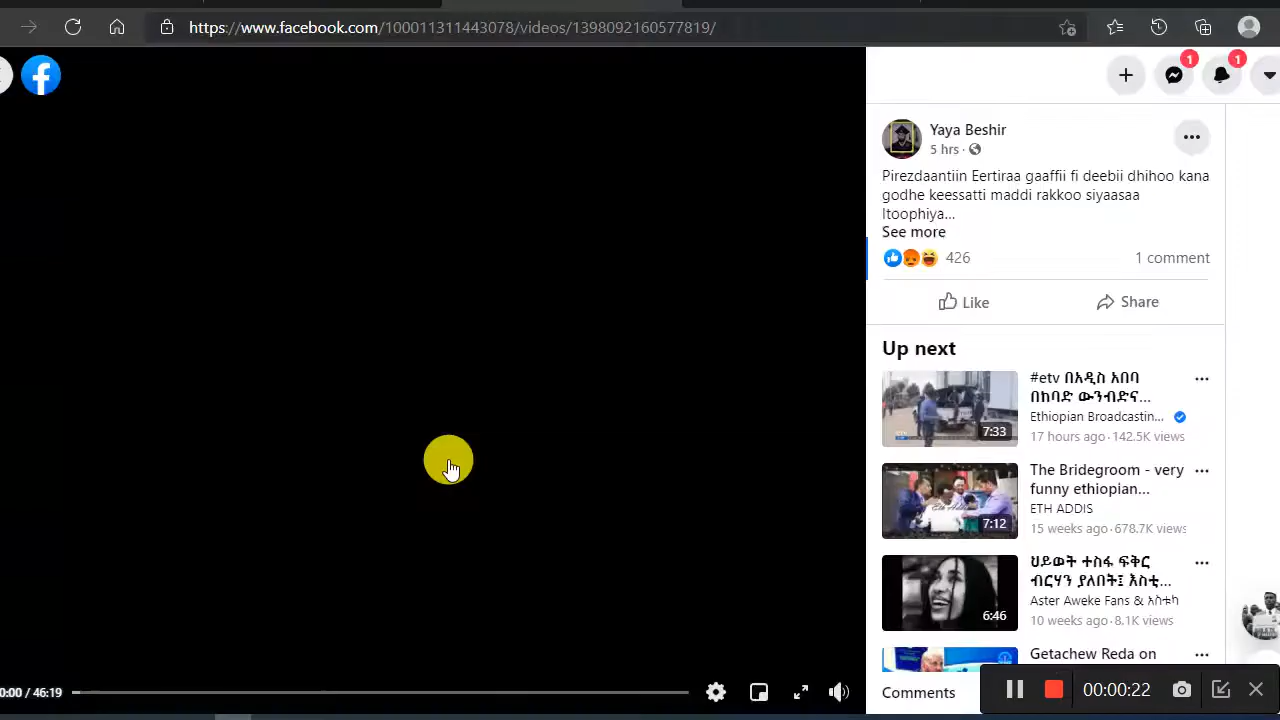 https://www.facebook.com/100011311443078/videos/1398092160577819/
1
1
Yaya Beshir
5 hrs ·
Pirezdaantiin Eertiraa gaaffii fi deebii dhihoo kana
godhe keessatti maddi rakkoo siyaasaa
Itoophiya...
See more
426
1 comment
Like
Share
Up next
#etv በአዲስ አበባ
በከባድ ውንብድና...
Ethiopian Broadcastin...
17 hours ago · 142.5K views
7:33
The Bridegroom - very
funny ethiopian...
ETH ADDIS
15 weeks ago · 678.7K views
7:12
ህይወት ተስፋ ፍቅር
ብርሃን ያለበት፤ እስቲ...
Aster Aweke Fans & አስቱካ
10 weeks ago · 8.1K views
6:46
Getachew Reda on
0:00 / 46:19
Comments
00:00:22